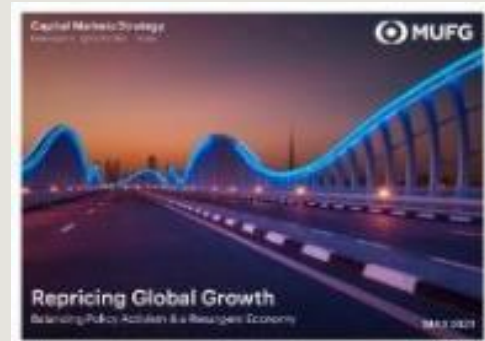 Capital Markets Strategy
MUFG
Repricing Global Growth
Balancing Policy Activism & a Resurgent Economy